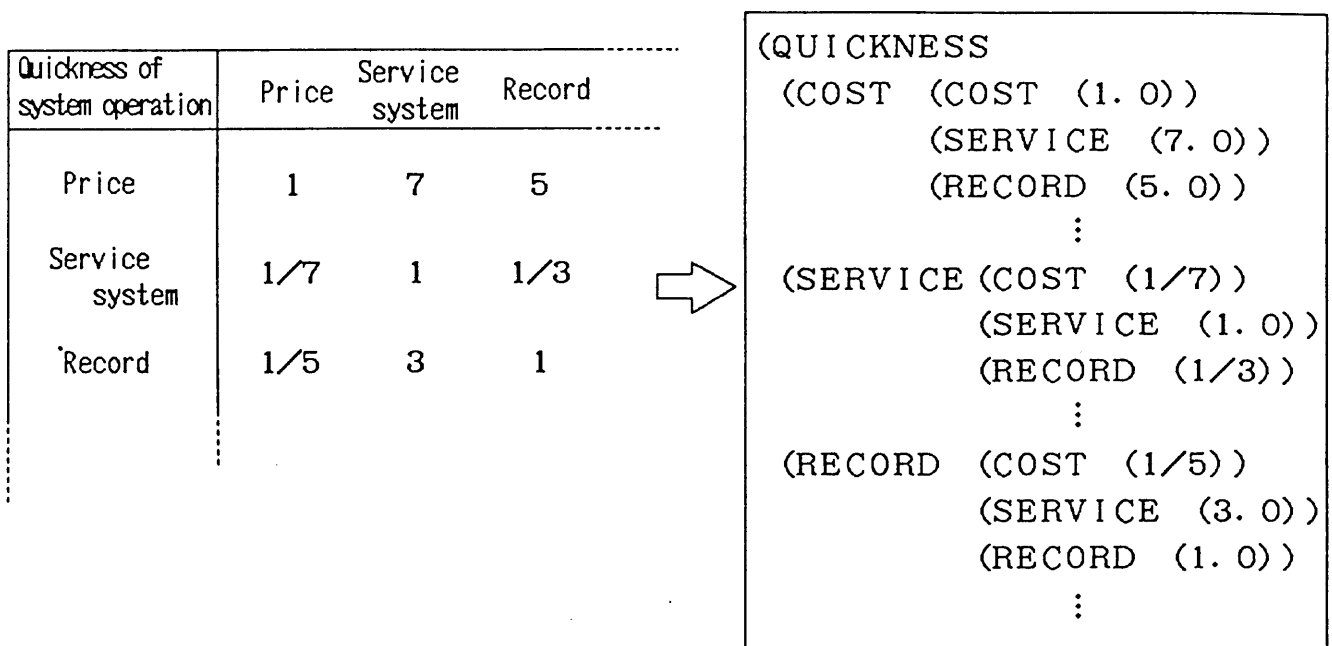 Quickness of
system operation
Price
Service
system
Record
Price 1 7 5
Service
system
1/7 1 1/3
Record 1/5 3 1
(QUICKNESS
(COST (COST (1.0))
(SERVICE (7.0))
(RECORD (5.0))
⋮
(SERVICE (COST (1/7))
(SERVICE (1.0))
(RECORD (1/3))
⋮
(RECORD (COST (1/5))
(SERVICE (3.0))
(RECORD (1.0))
⋮